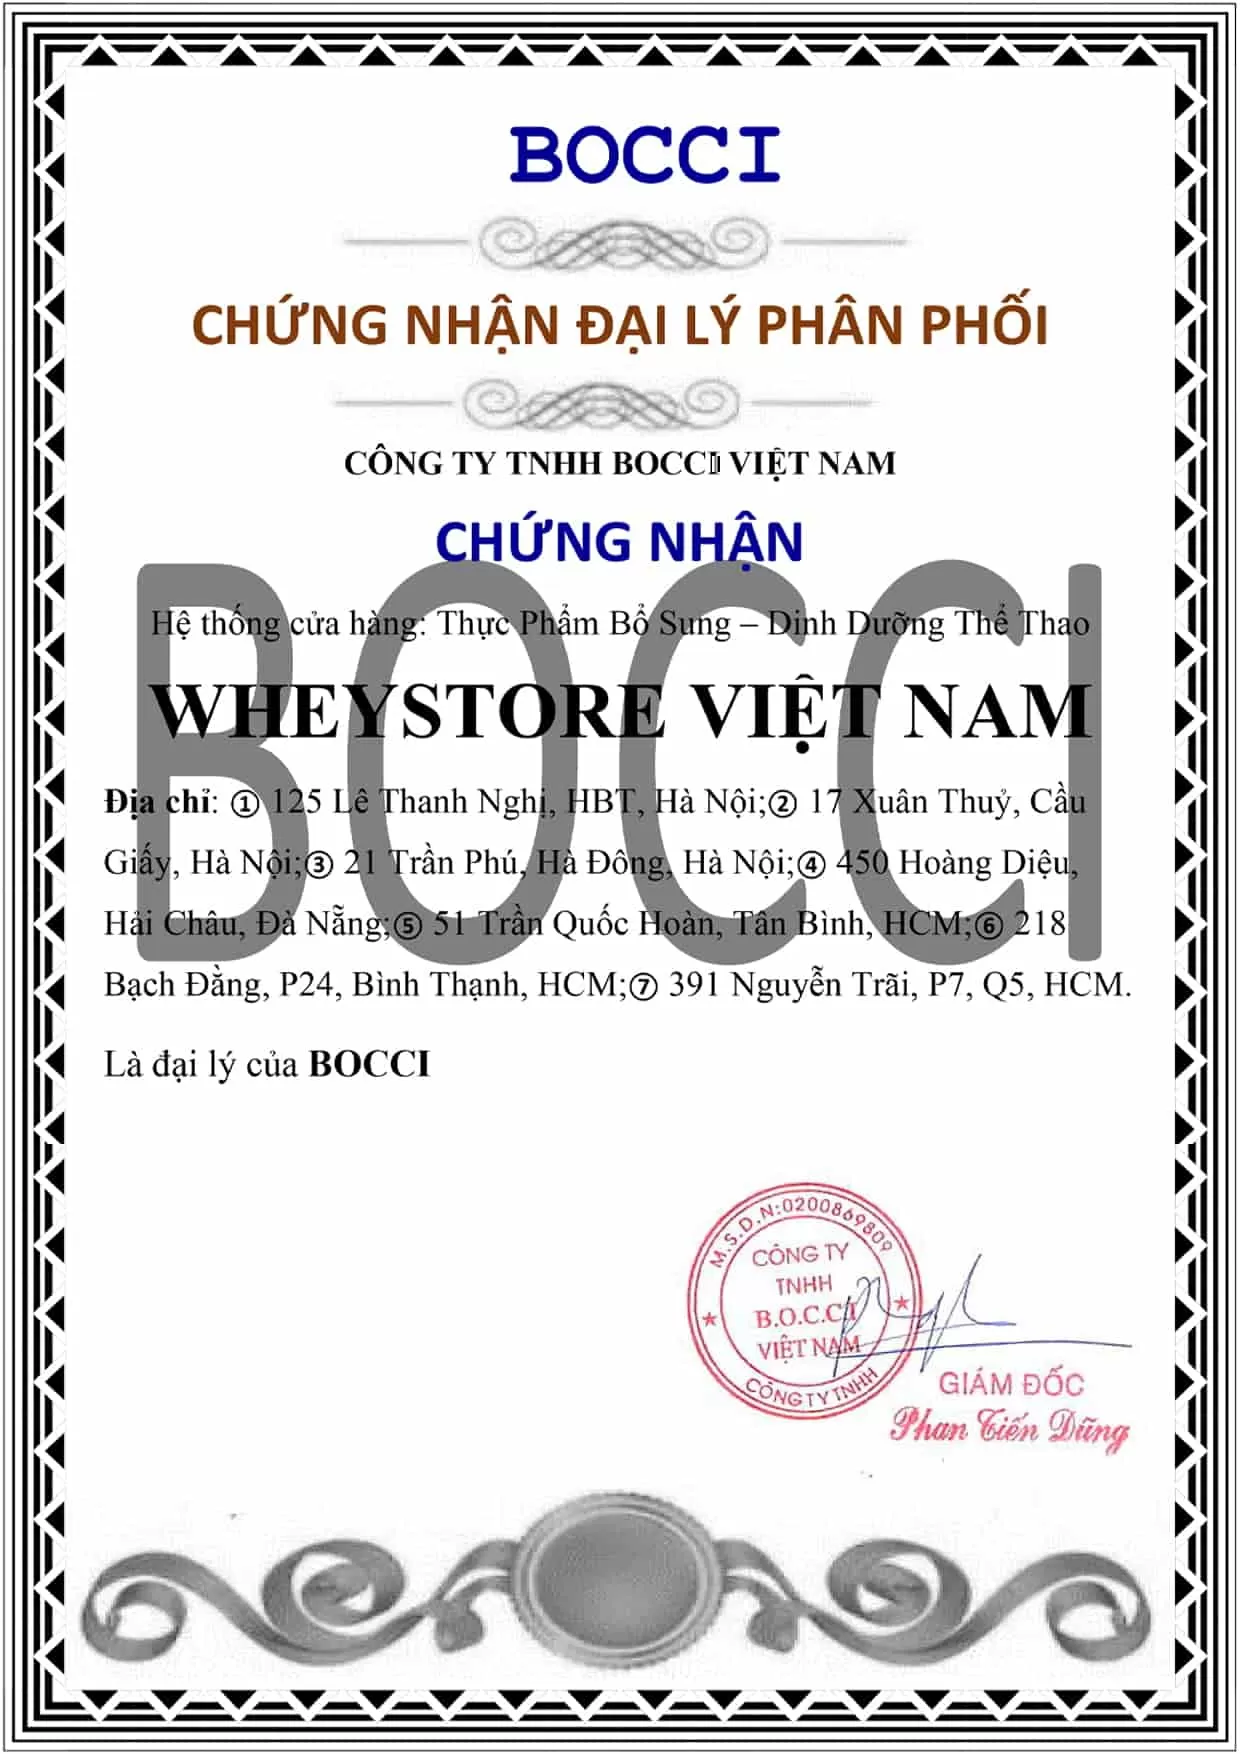 BOCCI
CHỨNG NHẬN ĐẠI LÝ PHÂN PHỐI
CÔNG TY TNHH BOCCI VIỆT NAM
CHỨNG NHẬN
BOCCI
Hệ thống cửa hàng: Thực Phẩm Bổ Sung – Dinh Dưỡng Thể Thao
WHEYSTORE VIỆT NAM
Địa chỉ: ① 125 Lê Thanh Nghị, HBT, Hà Nội;② 17 Xuân Thuỷ, Cầu
Giấy, Hà Nội;③ 21 Trần Phú, Hà Đông, Hà Nội;④ 450 Hoàng Diệu,
Hải Châu, Đà Nẵng;⑤ 51 Trần Quốc Hoàn, Tân Bình, HCM;⑥ 218
Bạch Đằng, P24, Bình Thạnh, HCM;⑦ 391 Nguyễn Trãi, P7, Q5, HCM.
Là đại lý của BOCCI
M.S.D.N:0200869809
CÔNG TY
TNHH
B.O.C.C.I
VIỆT NAM
CÔNG TY TNHH
GIÁM ĐỐC
Phan Tiến Dũng